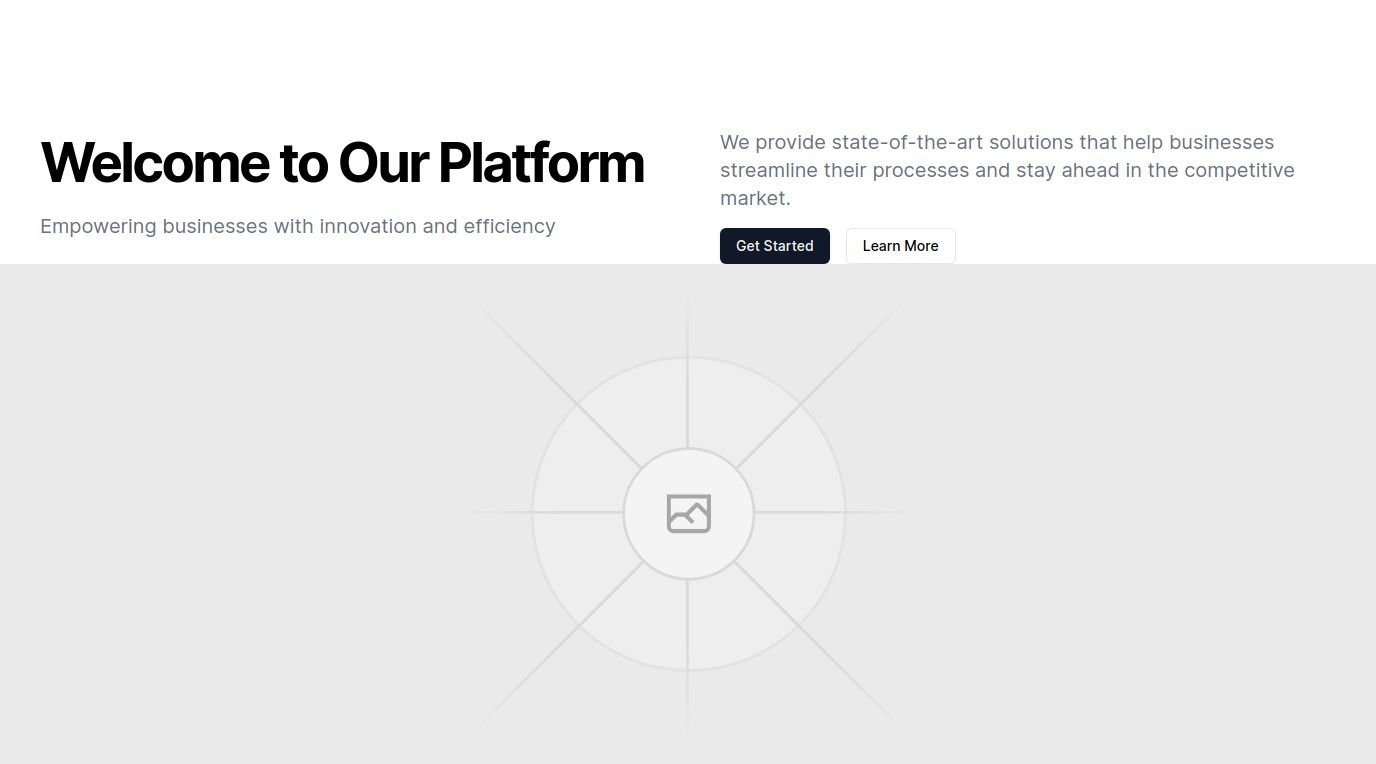 Welcome to Our Platform
Empowering businesses with innovation and efficiency
We provide state-of-the-art solutions that help businesses
streamline their processes and stay ahead in the competitive
market.
Get Started
Learn More